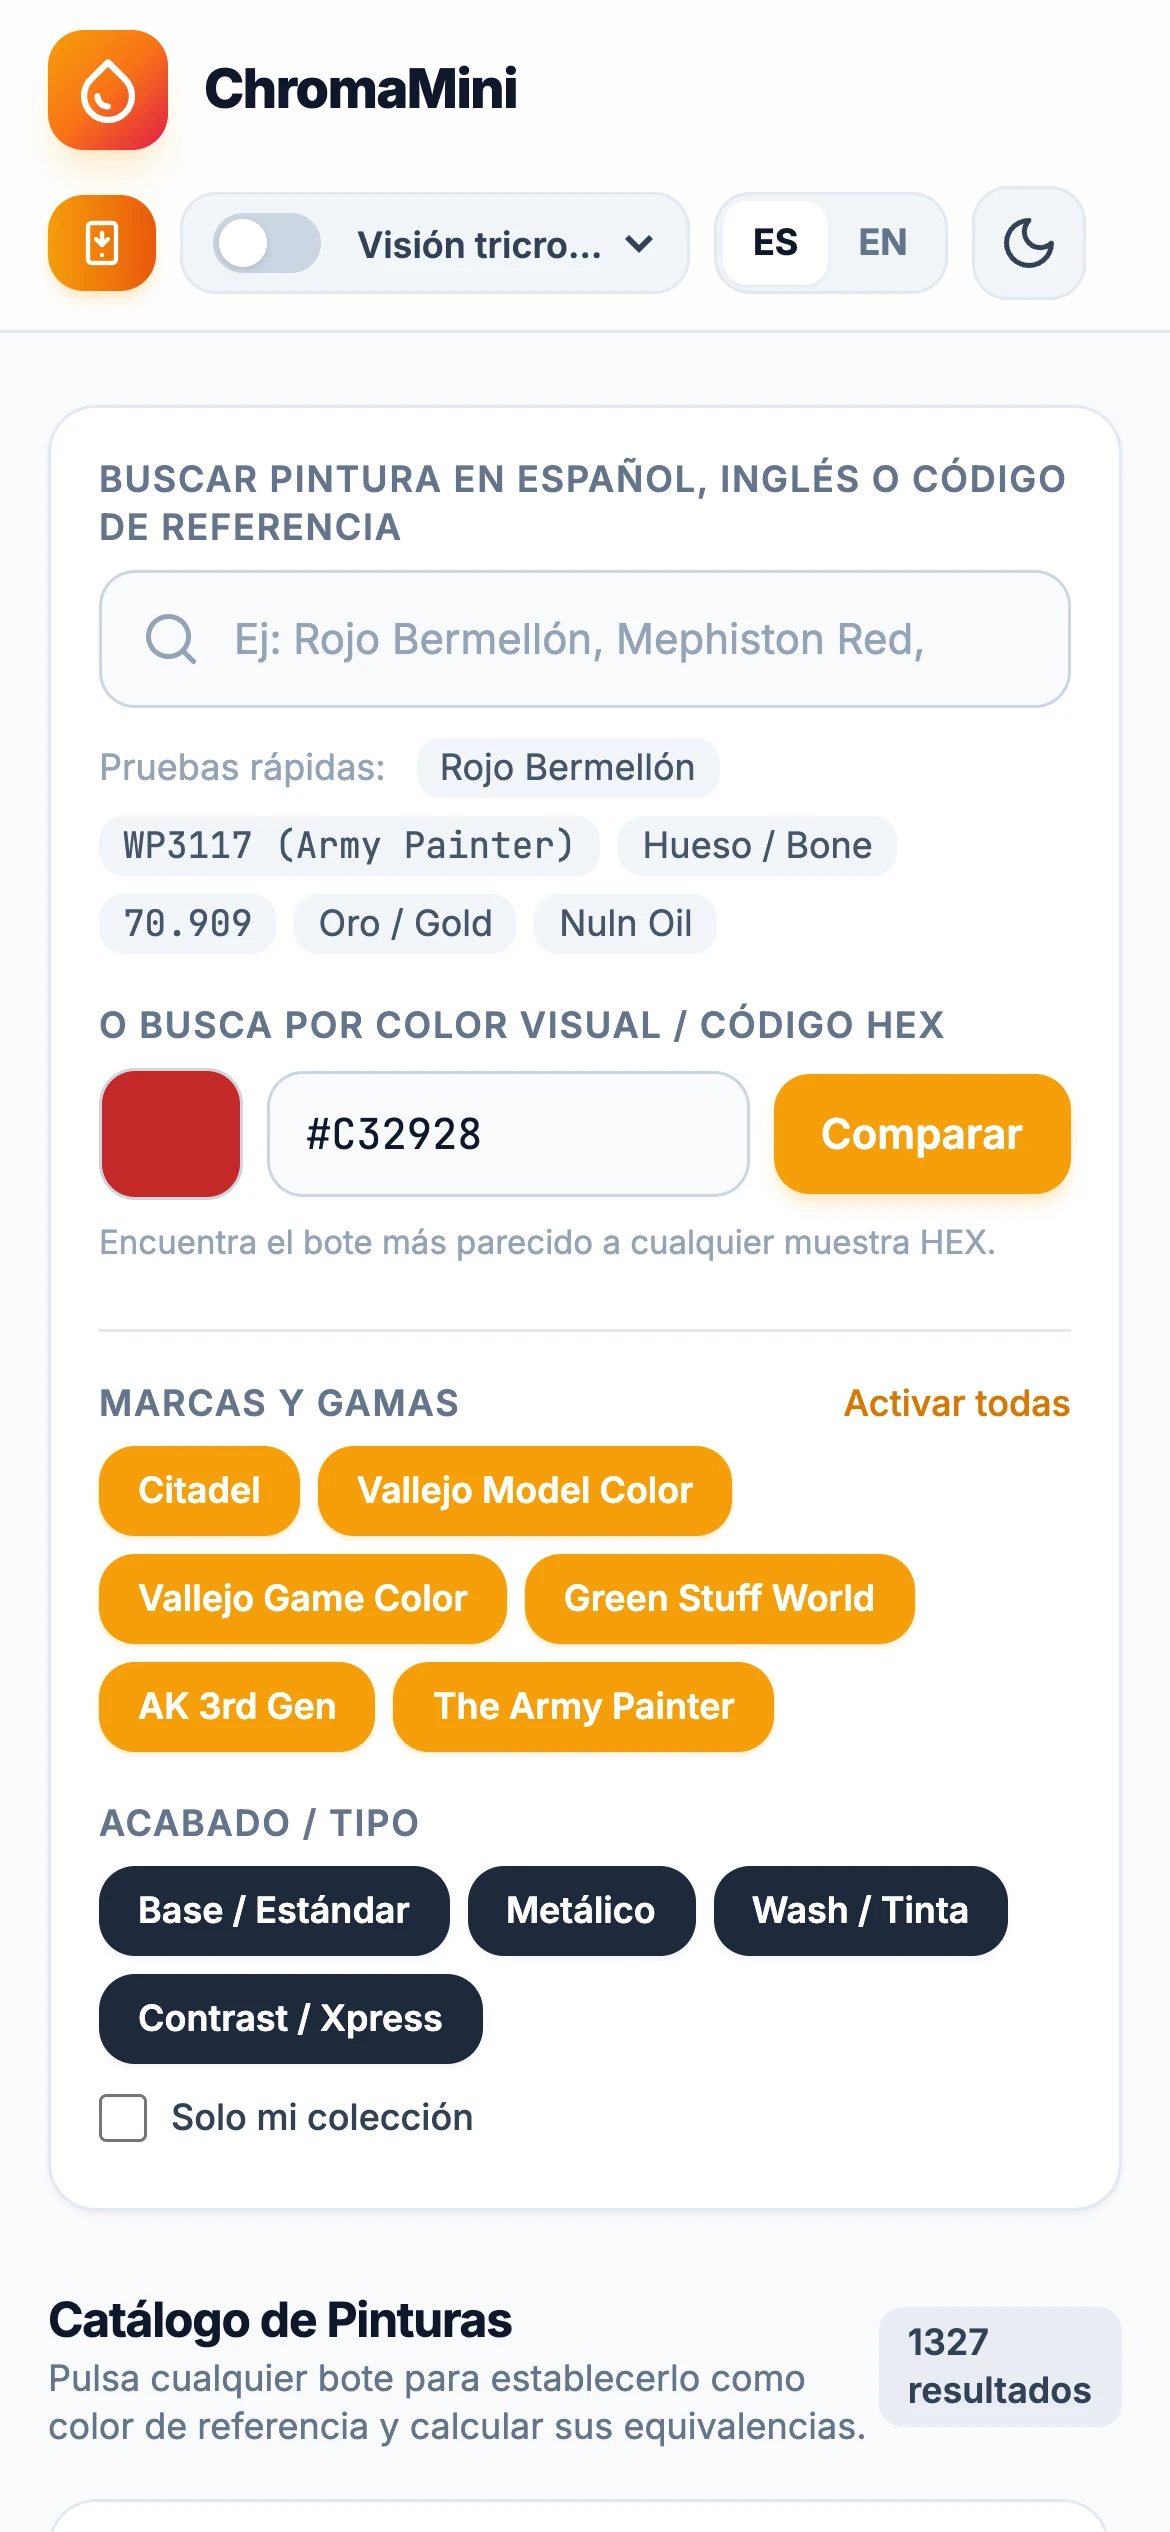 ChromaMini
Visión tricro...
ES
EN
BUSCAR PINTURA EN ESPAÑOL, INGLÉS O CÓDIGO
DE REFERENCIA
Ej: Rojo Bermellón, Mephiston Red,
Pruebas rápidas:
Rojo Bermellón
WP3117 (Army Painter)
Hueso / Bone
70.909
Oro / Gold
Nuln Oil
O BUSCA POR COLOR VISUAL / CÓDIGO HEX
#C32928
Comparar
Encuentra el bote más parecido a cualquier muestra HEX.
MARCAS Y GAMAS
Activar todas
Citadel
Vallejo Model Color
Vallejo Game Color
Green Stuff World
AK 3rd Gen
The Army Painter
ACABADO / TIPO
Base / Estándar
Metálico
Wash / Tinta
Contrast / Xpress
Solo mi colección
Catálogo de Pinturas
Pulsa cualquier bote para establecerlo como
color de referencia y calcular sus equivalencias.
1327
resultados